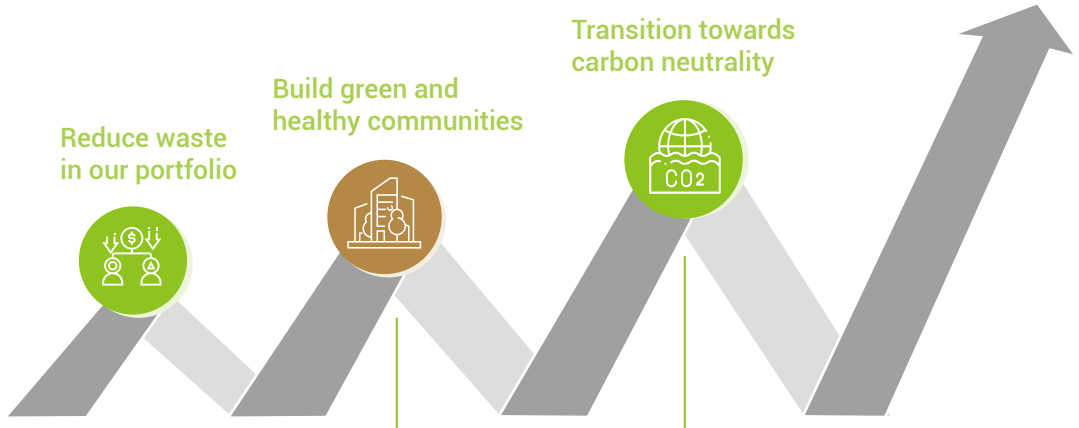 Transition towards
carbon neutrality
Build green and
healthy communities
Reduce waste
in our portfolio
$
CO2